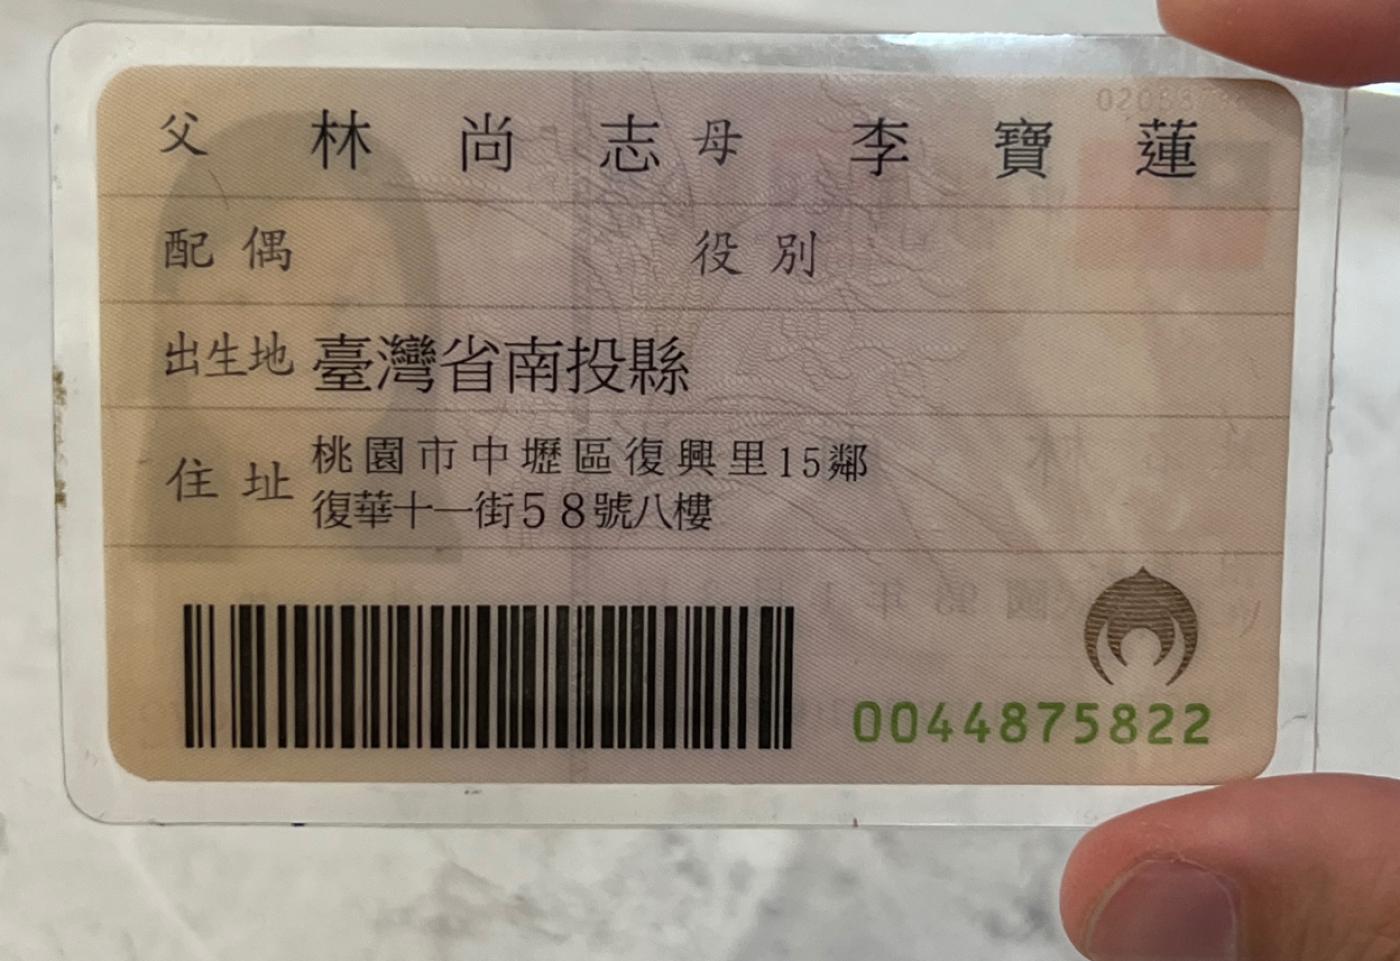 父 林尚志 母 李寶蓮
配偶 役別
出生地 臺灣省南投縣
住址 桃園市中壢區復興里15鄰
復華十一街58號八樓
0044875822